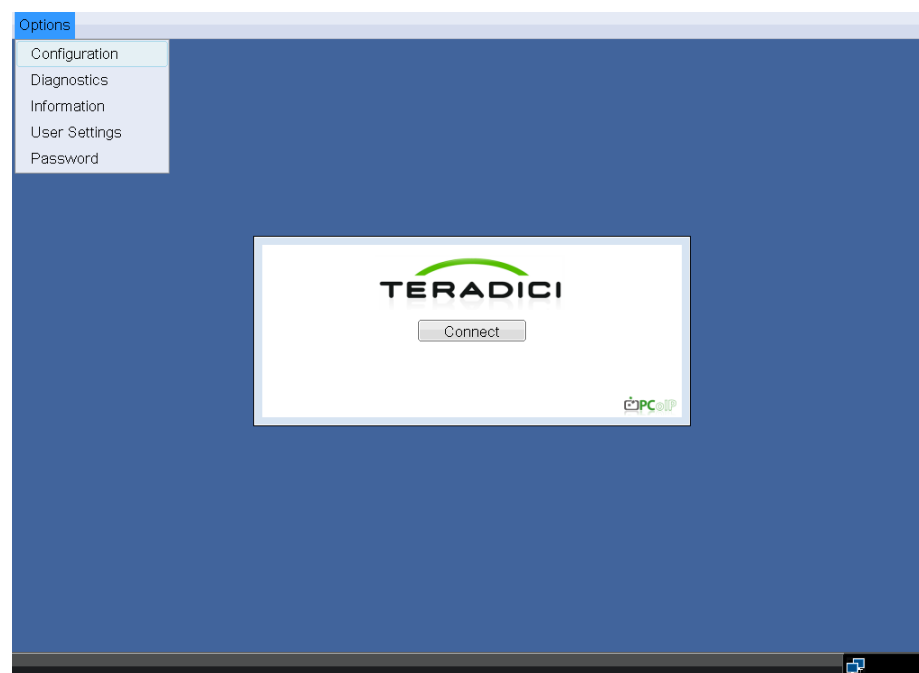 Options
Configuration
Diagnostics
Information
User Settings
Password
TERADICI
Connect
PCoIP